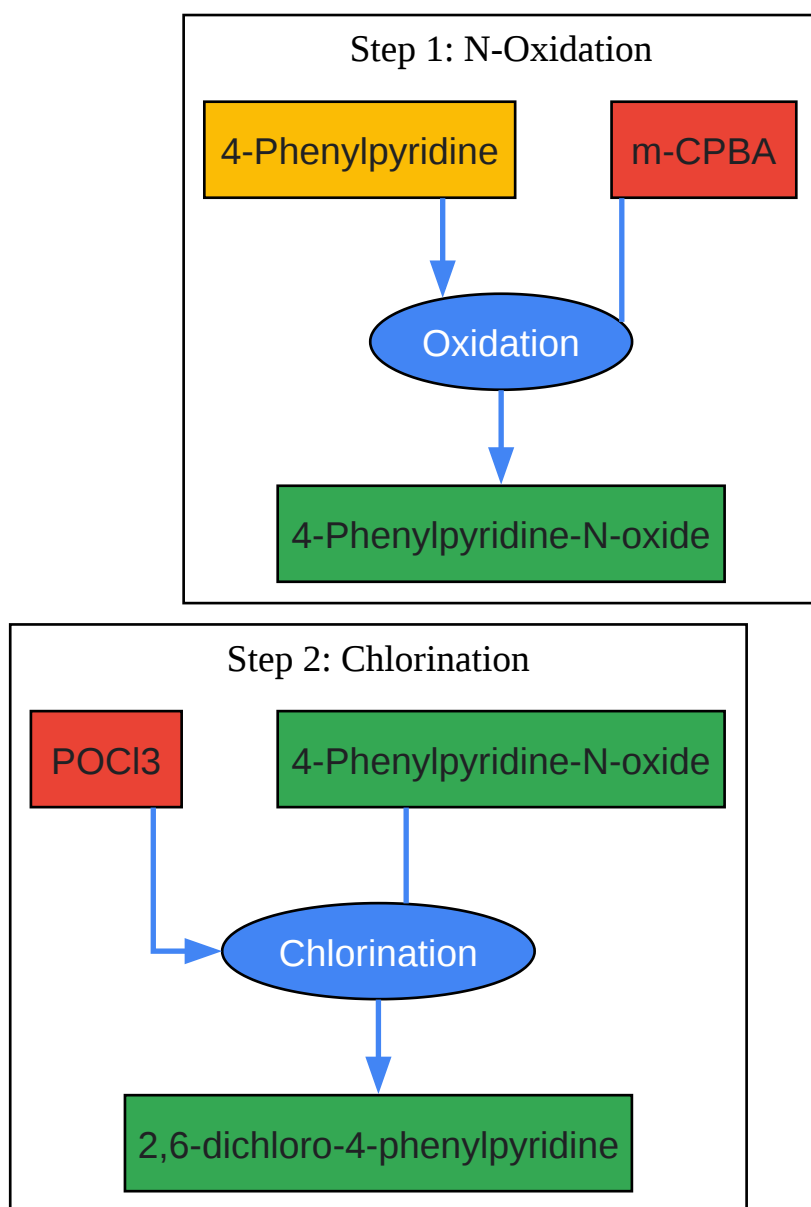 Step 1: N-Oxidation
4-Phenylpyridine
m-CPBA
Oxidation
4-Phenylpyridine-N-oxide
Step 2: Chlorination
POCl3
4-Phenylpyridine-N-oxide
Chlorination
2,6-dichloro-4-phenylpyridine